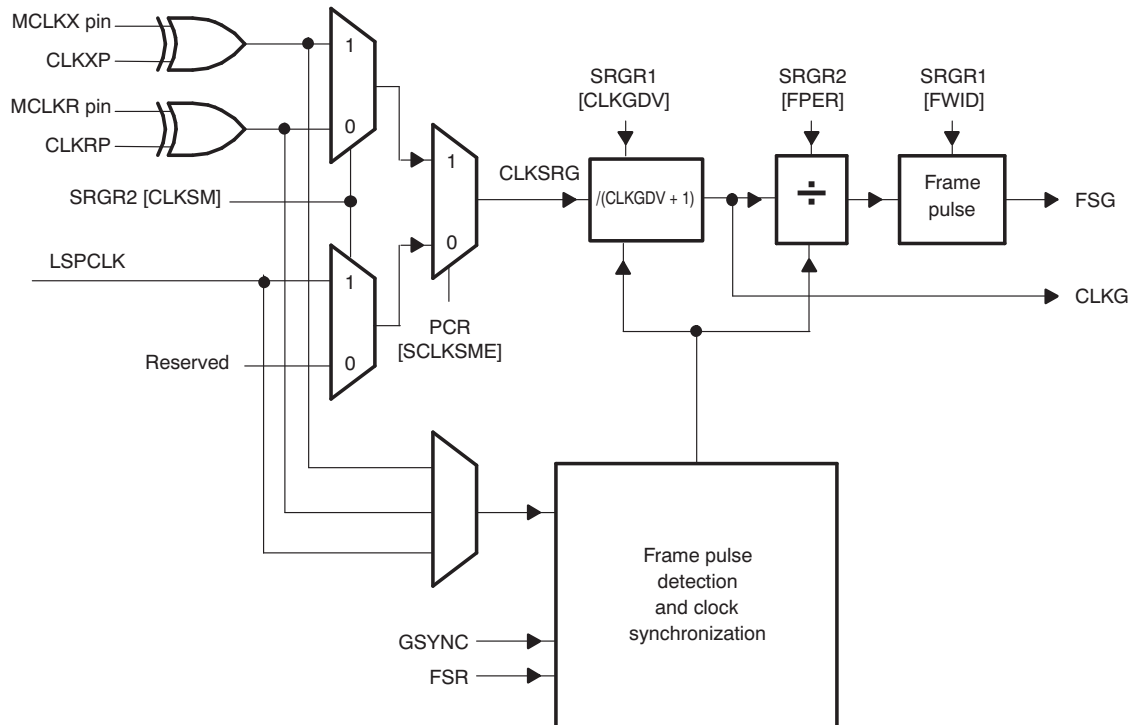 MCLKX pin
CLKXP
MCLKR pin
CLKRP
1
0
SRGR2 [CLKSM]
LSPCLK
1
0
Reserved
1
0
PCR
[SCLKSME]
CLKSRG
SRGR1
[CLKGDV]
/(CLKGDV + 1)
SRGR2
[FPER]
÷
SRGR1
[FWID]
Frame
pulse
FSG
CLKG
Frame pulse
detection
and clock
synchronization
GSYNC
FSR